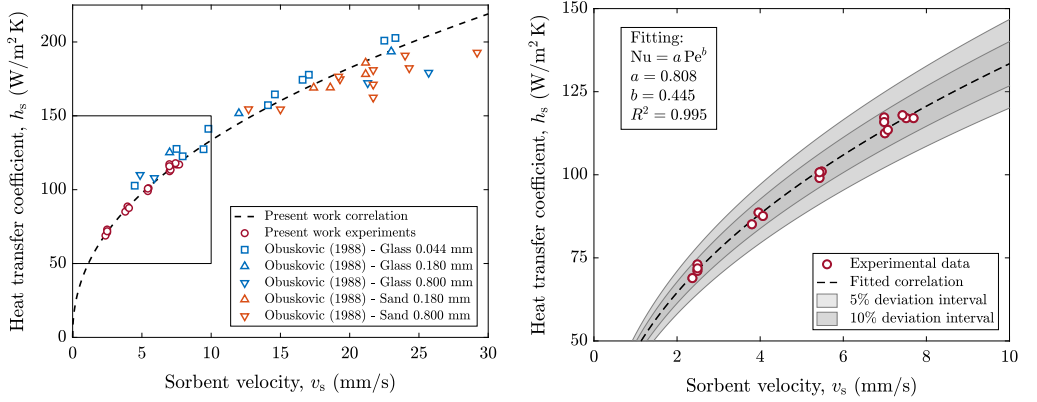 Heat transfer coefficient, hs (W/m² K)
200
150
100
50
0
Present work correlation
Present work experiments
Obuskovic (1988) - Glass 0.044 mm
Obuskovic (1988) - Glass 0.180 mm
Obuskovic (1988) - Glass 0.800 mm
Obuskovic (1988) - Sand 0.180 mm
Obuskovic (1988) - Sand 0.800 mm
0 5 10 15 20 25 30
Sorbent velocity, vs (mm/s)
Heat transfer coefficient, hs (W/m² K)
150
125
100
75
50
Fitting:
Nu = a Pe^b
a = 0.808
b = 0.445
R² = 0.995
Experimental data
Fitted correlation
5% deviation interval
10% deviation interval
0 2 4 6 8 10
Sorbent velocity, vs (mm/s)